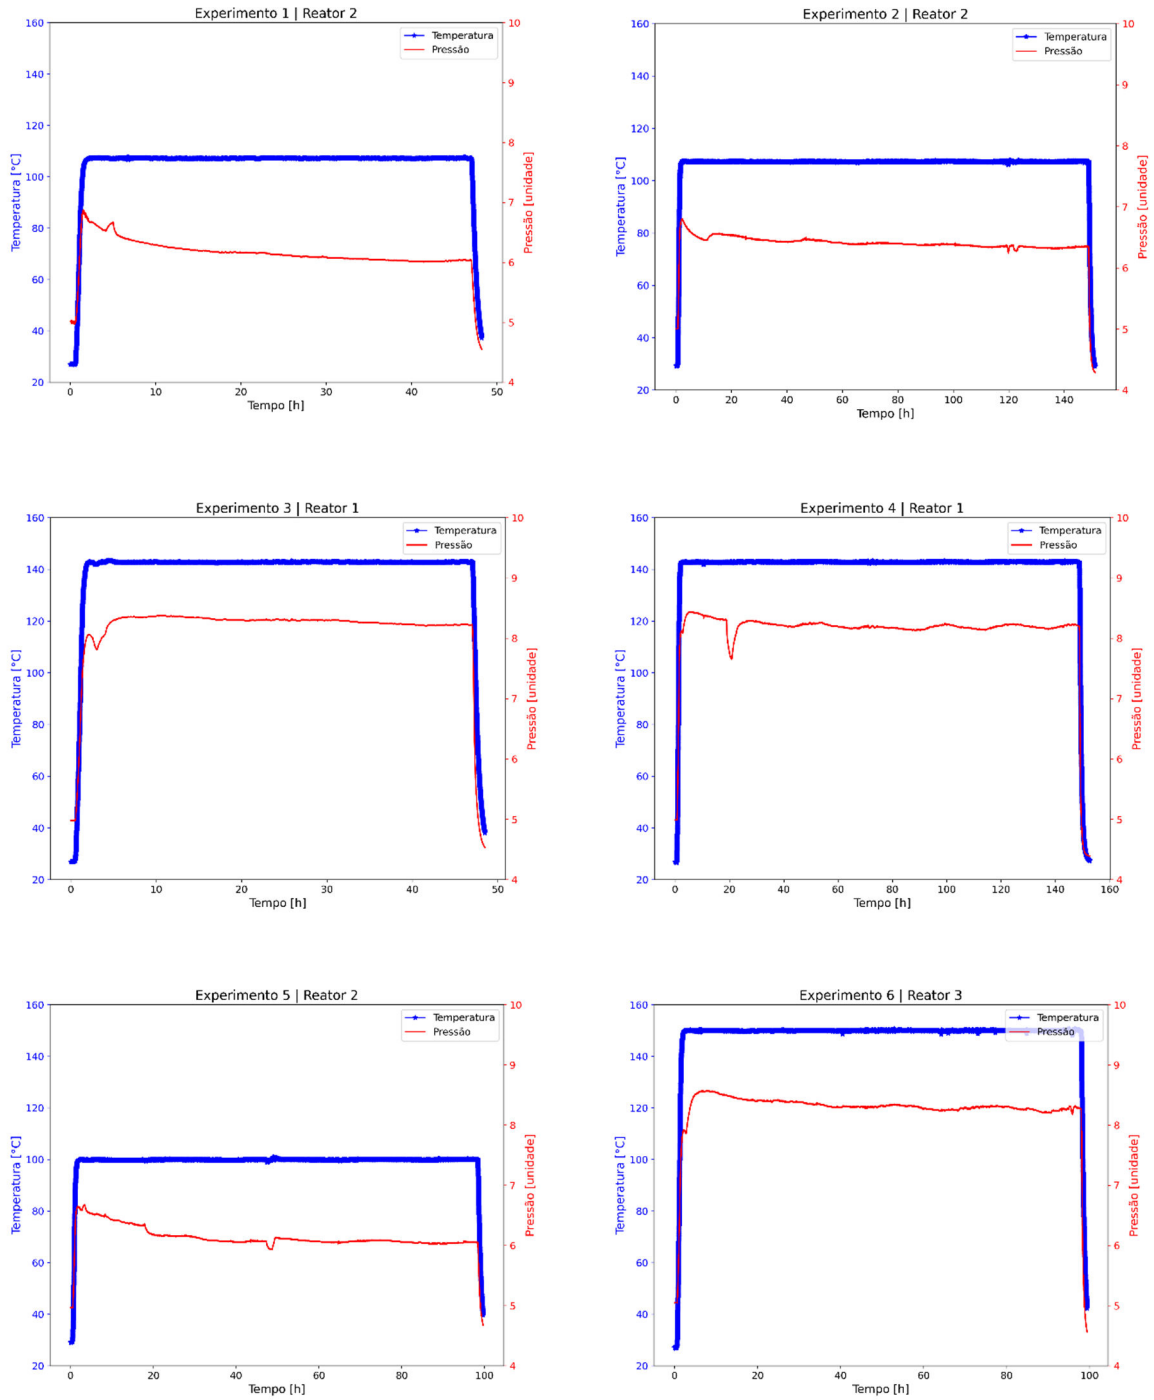 Experimento 1 | Reator 2
160
140
120
100
80
60
40
20
Temperatura [°C]
10
9
8
7
6
5
4
Pressão [unidade]
Temperatura
Pressão
0 10 20 30 40 50
Tempo [h]
Experimento 2 | Reator 2
160
140
120
100
80
60
40
20
Temperatura [°C]
10
9
8
7
6
5
4
Pressão [unidade]
Temperatura
Pressão
0 20 40 60 80 100 120 140
Tempo [h]
Experimento 3 | Reator 1
160
140
120
100
80
60
40
20
Temperatura [°C]
10
9
8
7
6
5
4
Pressão [unidade]
Temperatura
Pressão
0 10 20 30 40 50
Tempo [h]
Experimento 4 | Reator 1
160
140
120
100
80
60
40
20
Temperatura [°C]
10
9
8
7
6
5
4
Pressão [unidade]
Temperatura
Pressão
0 20 40 60 80 100 120 140 160
Tempo [h]
Experimento 5 | Reator 2
160
140
120
100
80
60
40
20
Temperatura [°C]
10
9
8
7
6
5
4
Pressão [unidade]
Temperatura
Pressão
0 20 40 60 80 100
Tempo [h]
Experimento 6 | Reator 3
160
140
120
100
80
60
40
20
Temperatura [°C]
10
9
8
7
6
5
4
Pressão [unidade]
Temperatura
Pressão
0 20 40 60 80 100
Tempo [h]